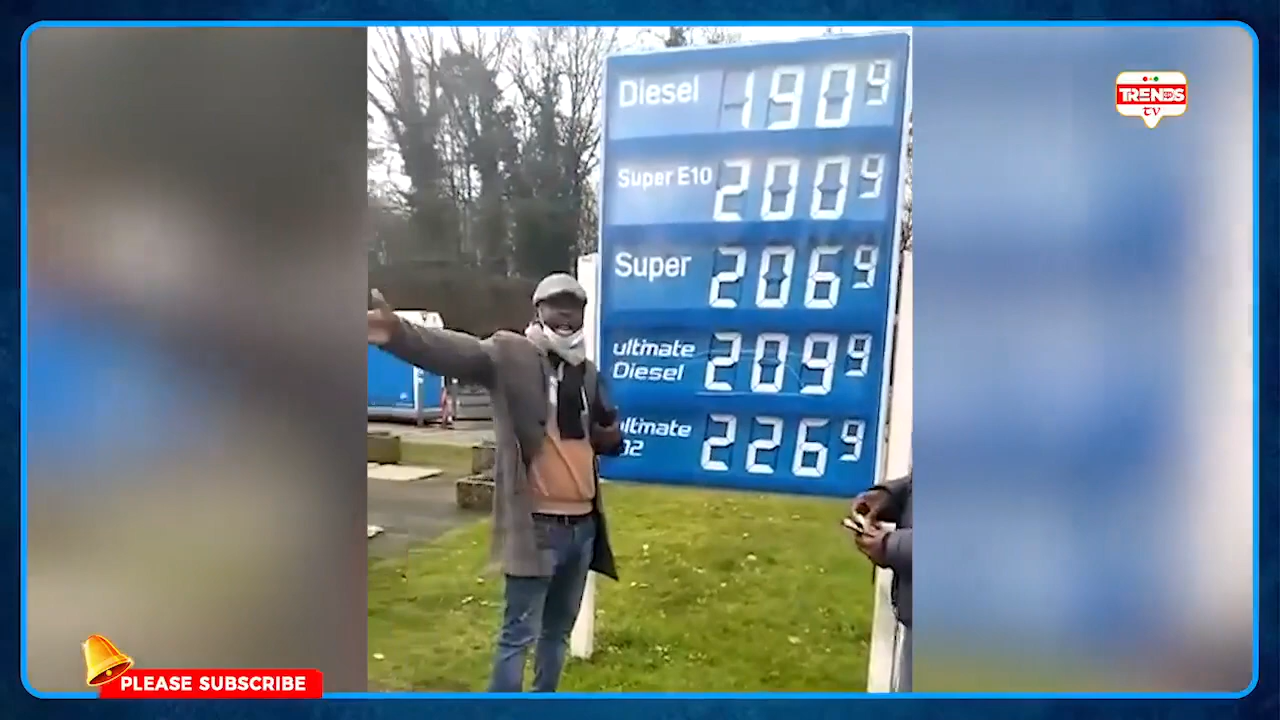 TRENDS
tv
Diesel 190⁹
Super E10 200⁹
Super 206⁹
ultimate
Diesel 209⁹
ultimate 226⁹
PLEASE SUBSCRIBE